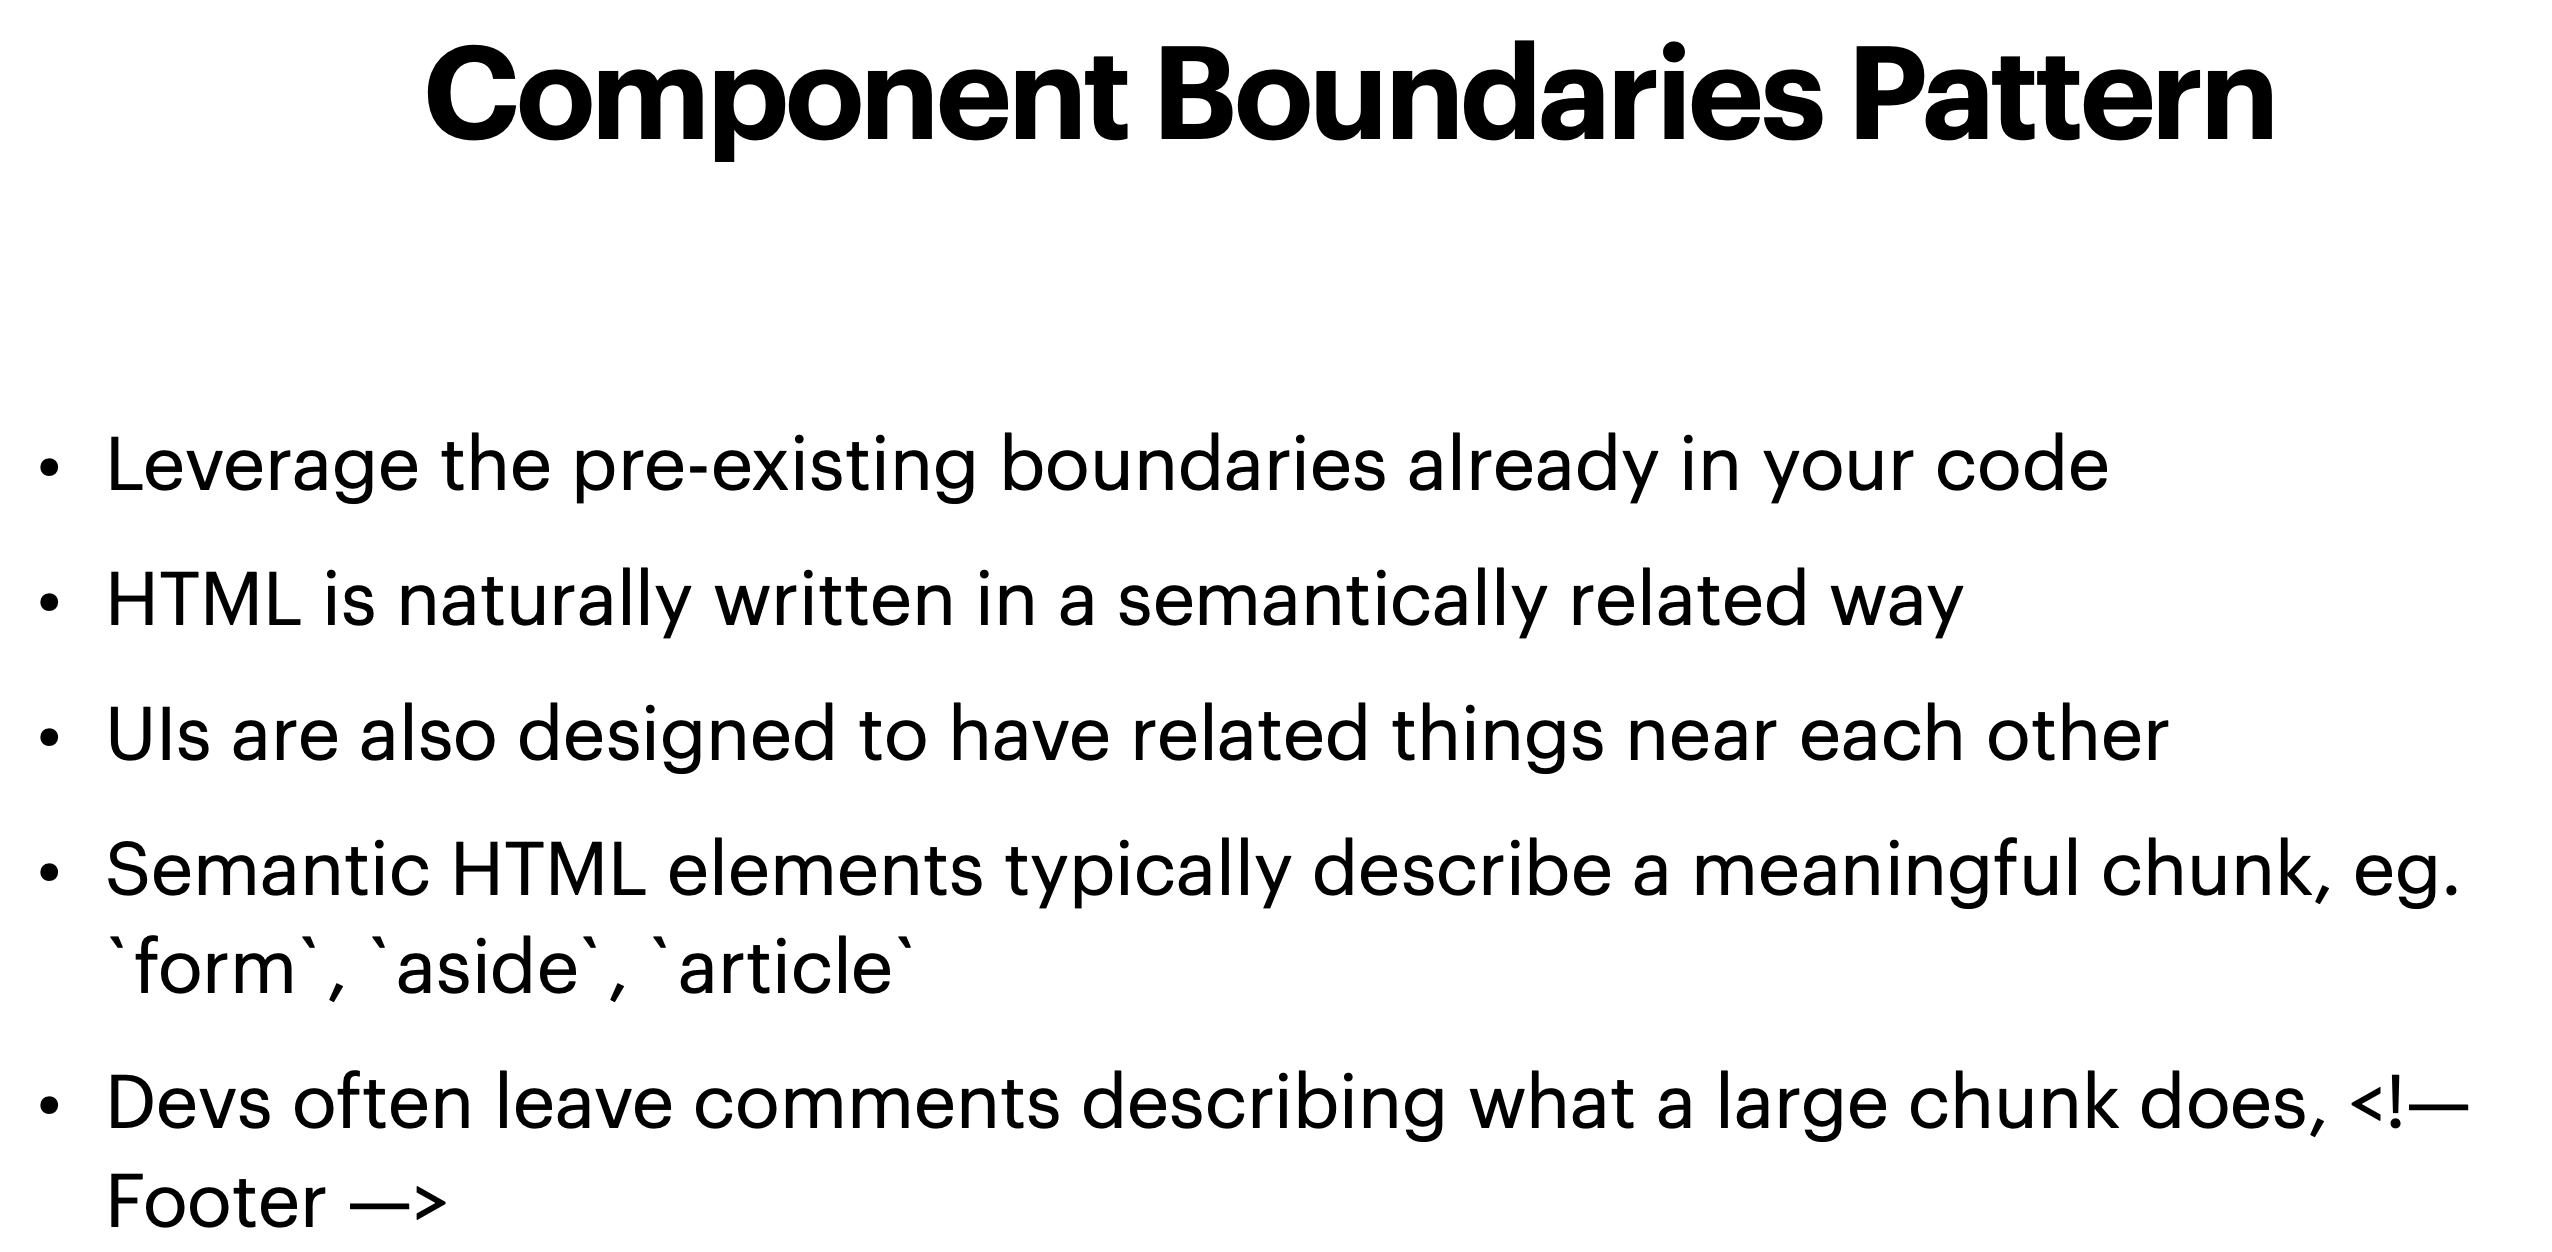 Component Boundaries Pattern
• Leverage the pre-existing boundaries already in your code
• HTML is naturally written in a semantically related way
• UIs are also designed to have related things near each other
• Semantic HTML elements typically describe a meaningful chunk, eg.
`form`, `aside`, `article`
• Devs often leave comments describing what a large chunk does, <!—
Footer —>